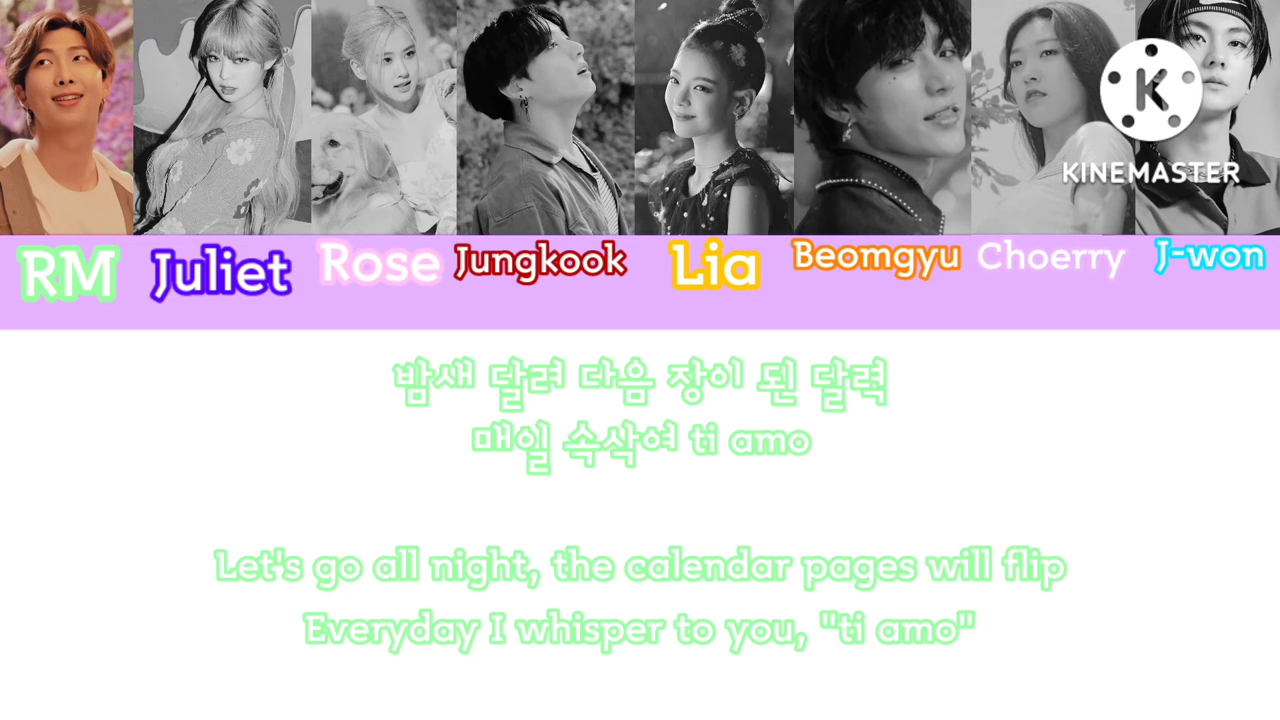 K
KINEMASTER
RM Juliet Rose Jungkook Lia Beomgyu Choerry J-won
밤새 달려 다음 장이 된 달력
매일 속삭여 ti amo
Let's go all night, the calendar pages will flip
Everyday I whisper to you, "ti amo"